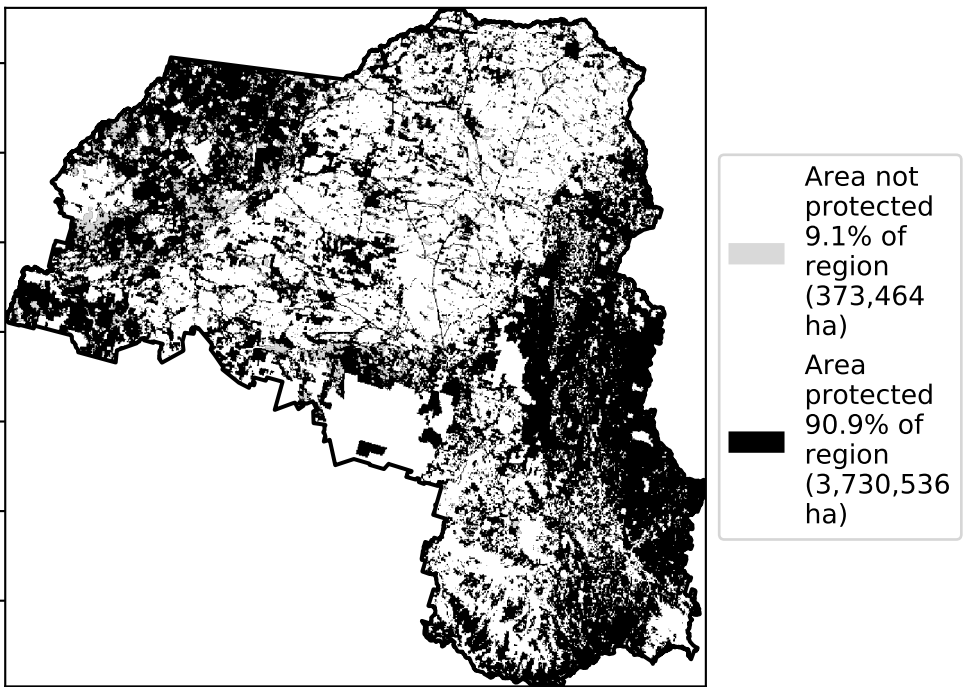 Area not
protected
9.1% of
region
(373,464
ha)
Area
protected
90.9% of
region
(3,730,536
ha)